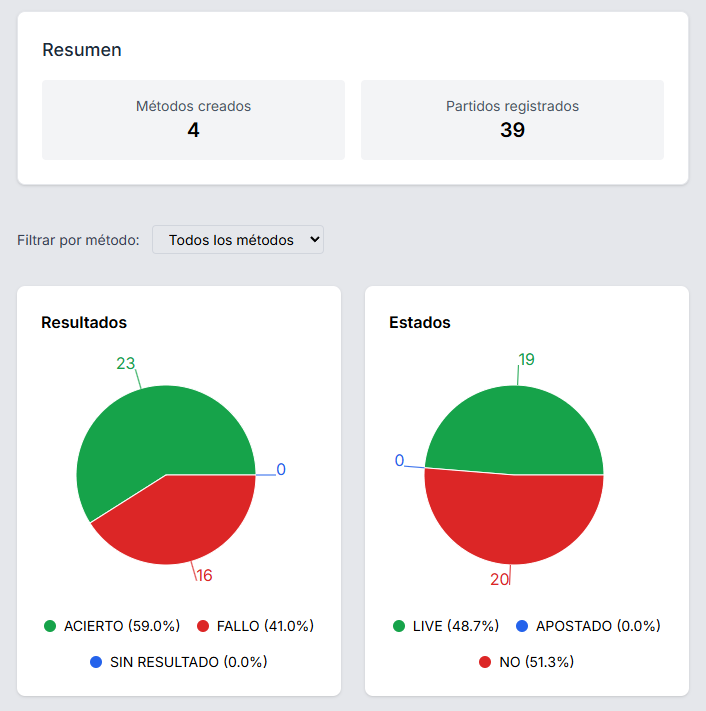 Resumen
Métodos creados
4
Partidos registrados
39
Filtrar por método: Todos los métodos
Resultados
23
0
16
ACIERTO (59.0%) FALLO (41.0%)
SIN RESULTADO (0.0%)
Estados
19
0
20
LIVE (48.7%) APOSTADO (0.0%)
NO (51.3%)